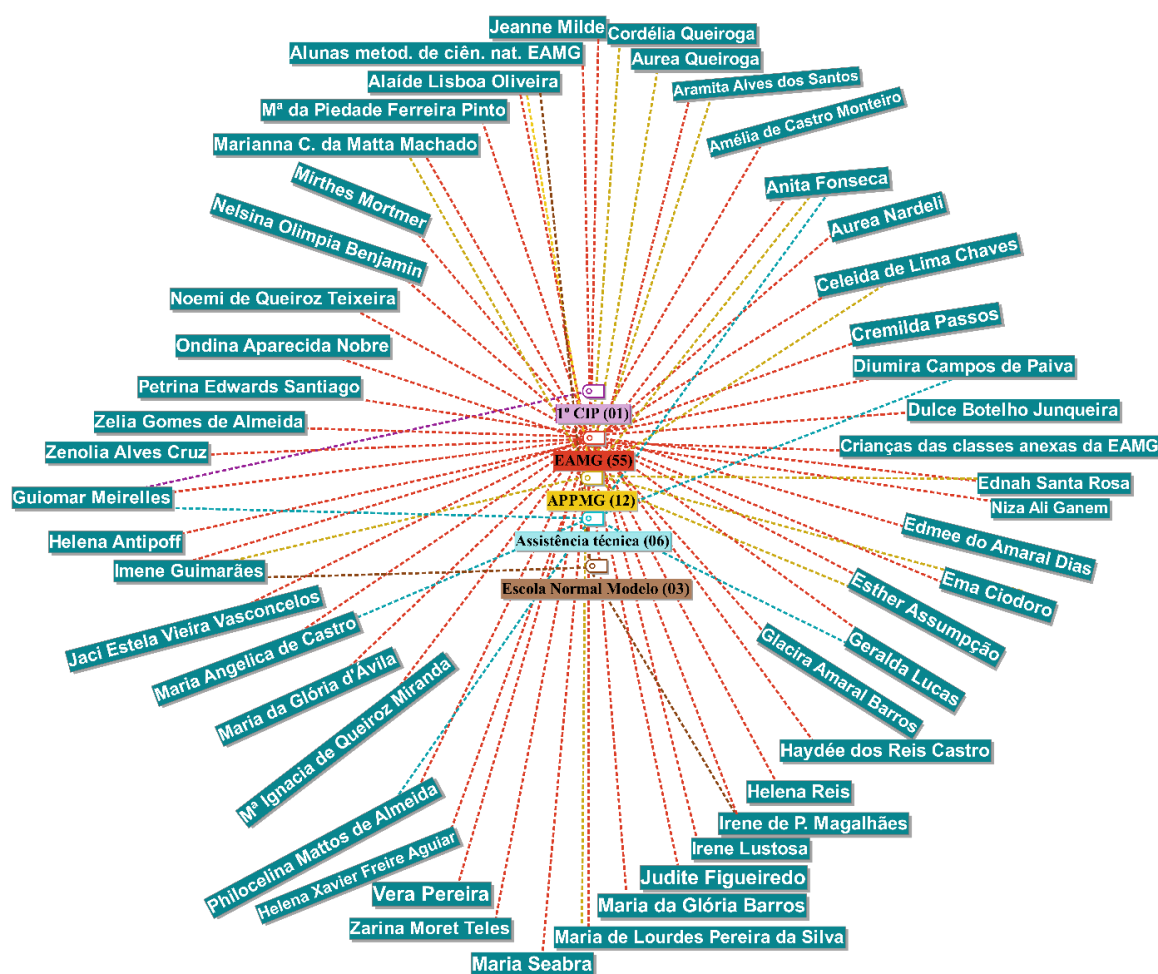 Jeanne Milde
Cordélia Queiroga
Alunas metod. de ciên. nat. EAMG
Aurea Queiroga
Alaíde Lisboa Oliveira
Aramita Alves dos Santos
Mª da Piedade Ferreira Pinto
Amélia de Castro Monteiro
Marianna C. da Matta Machado
Mirthes Mortmer
Anita Fonseca
Nelsina Olimpia Benjamin
Aurea Nardeli
Celeida de Lima Chaves
Noemi de Queiroz Teixeira
Cremilda Passos
Ondina Aparecida Nobre
Diumira Campos de Paiva
Petrina Edwards Santiago
1º CIP (01)
Dulce Botelho Junqueira
Zelia Gomes de Almeida
Crianças das classes anexas da EAMG
Zenolia Alves Cruz
EAMG (55)
Ednah Santa Rosa
Guiomar Meirelles
APPMG (12)
Niza Ali Ganem
Helena Antipoff
Assistência técnica (06)
Edmee do Amaral Dias
Imene Guimarães
Escola Normal Modelo (03)
Ema Ciodoro
Esther Assumpção
Jaci Estela Vieira Vasconcelos
Maria Angelica de Castro
Geralda Lucas
Glacira Amaral Barros
Maria da Glória d'Avila
Mª Ignacia de Queiroz Miranda
Haydée dos Reis Castro
Helena Reis
Philocelina Mattos de Almeida
Irene de P. Magalhães
Helena Xavier Freire Aguiar
Irene Lustosa
Vera Pereira
Judite Figueiredo
Maria da Glória Barros
Zarina Moret Teles
Maria de Lourdes Pereira da Silva
Maria Seabra